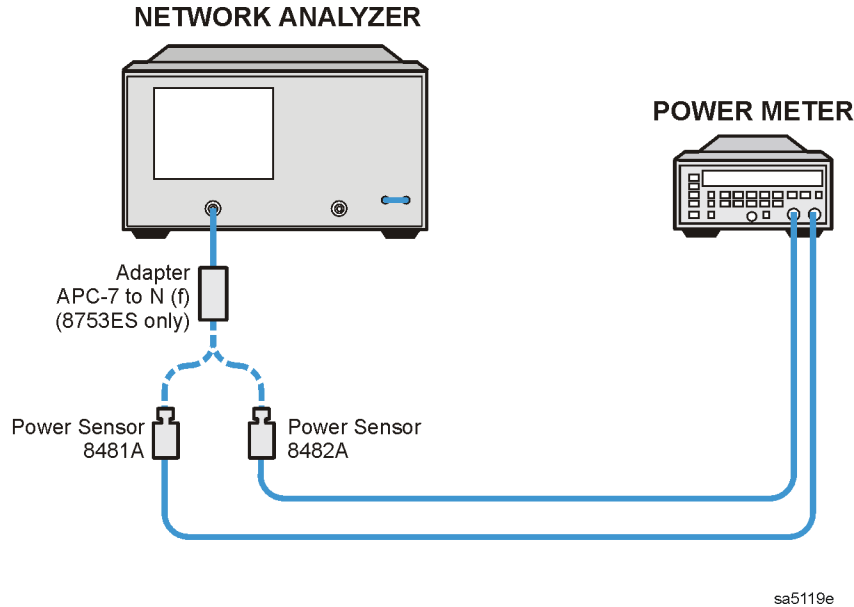 NETWORK ANALYZER
POWER METER
Adapter
APC-7 to N (f)
(8753ES only)
Power Sensor
8481A
Power Sensor
8482A
sa5119e